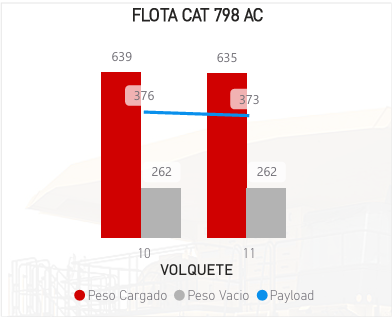 FLOTA CAT 798 AC
639 635
376 373
262 262
10 11
VOLQUETE
Peso Cargado Peso Vacio Payload